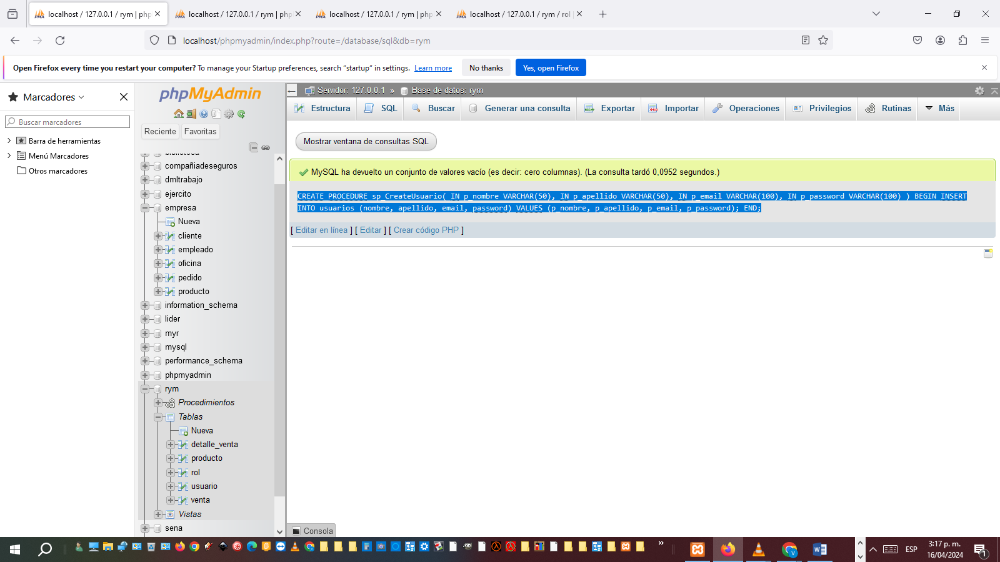 localhost / 127.0.0.1 / rym | php
localhost / 127.0.0.1 / rym | php
localhost / 127.0.0.1 / rym | php
localhost / 127.0.0.1 / rym / rol |
localhost/phpmyadmin/index.php?route=/database/sql&db=rym
Open Firefox every time you restart your computer? To manage your Startup preferences, search “startup” in settings. Learn more No thanks Yes, open Firefox
Marcadores
Buscar marcadores
Barra de herramientas
Menú Marcadores
Otros marcadores
phpMyAdmin
Reciente Favoritas
biblioteca
compañiadeseguros
dmltrabajo
ejercito
empresa
Nueva
cliente
empleado
oficina
pedido
producto
information_schema
lider
myr
mysql
performance_schema
phpmyadmin
rym
Procedimientos
Tablas
Nueva
detalle_venta
producto
rol
usuario
venta
Vistas
sena
Servidor: 127.0.0.1 » Base de datos: rym
Estructura SQL Buscar Generar una consulta Exportar Importar Operaciones Privilegios Rutinas Más
Mostrar ventana de consultas SQL
MySQL ha devuelto un conjunto de valores vacío (es decir: cero columnas). (La consulta tardó 0,0952 segundos.)
CREATE PROCEDURE sp_CreateUsuario( IN p_nombre VARCHAR(50), IN p_apellido VARCHAR(50), IN p_email VARCHAR(100), IN p_password VARCHAR(100) ) BEGIN INSERT
INTO usuarios (nombre, apellido, email, password) VALUES (p_nombre, p_apellido, p_email, p_password); END;
[ Editar en línea ] [ Editar ] [ Crear código PHP ]
Consola
ESP
3:17 p. m.
16/04/2024
1